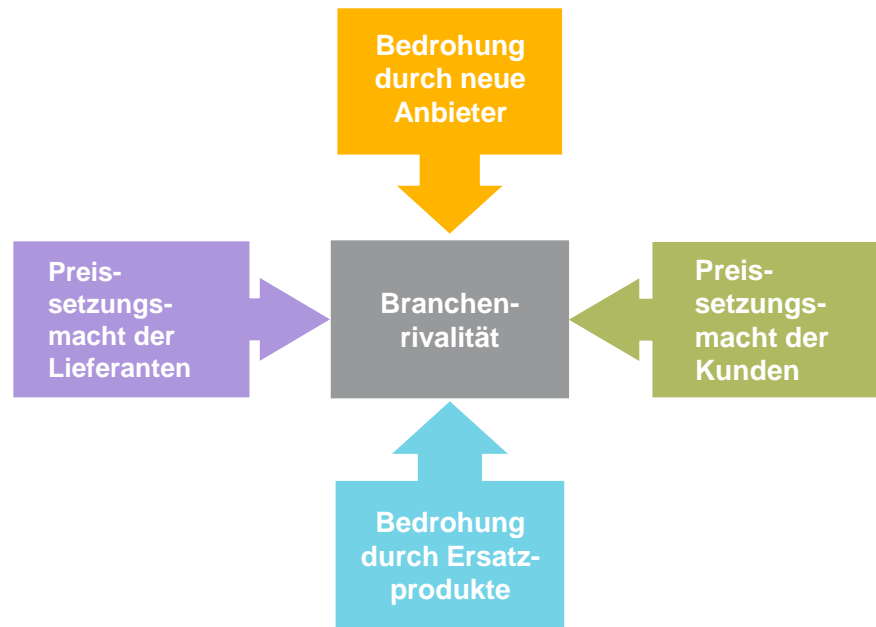 Bedrohung
durch neue
Anbieter
Preis-
setzungs-
macht der
Lieferanten
Branchen-
rivalität
Preis-
setzungs-
macht der
Kunden
Bedrohung
durch Ersatz-
produkte